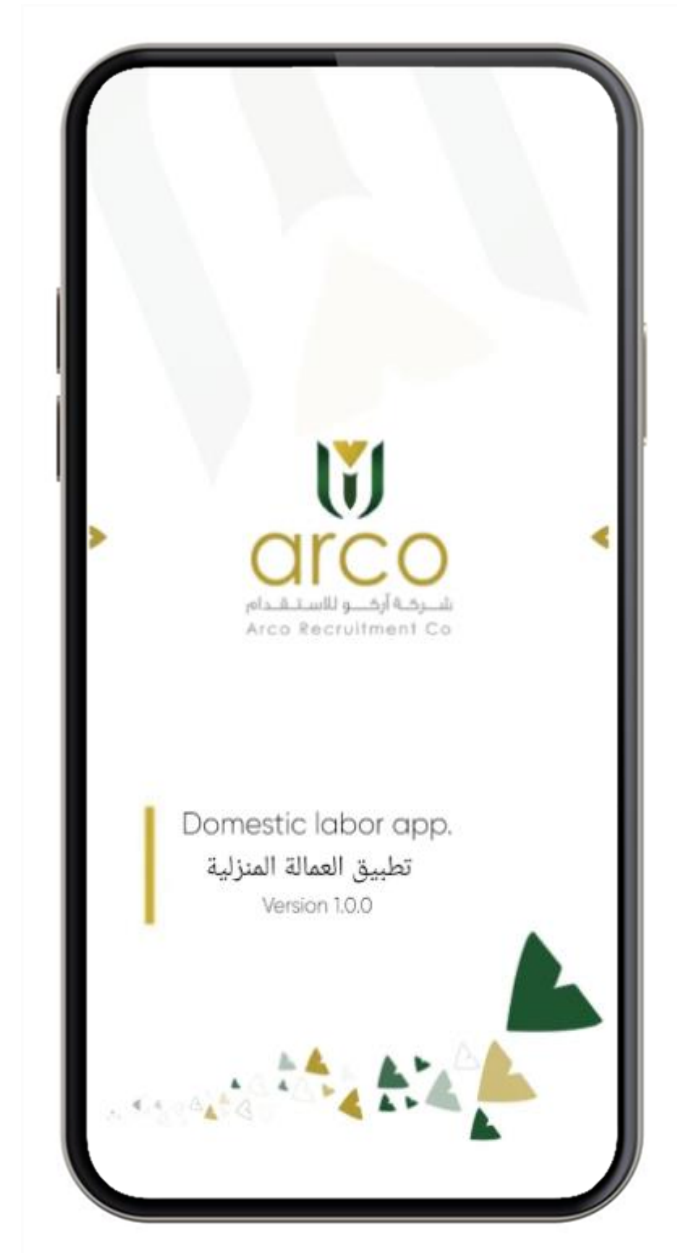 arco
شركة أركو للاستقدام
Arco Recruitment Co
Domestic labor app.
تطبيق العمالة المنزلية
Version 1.0.0